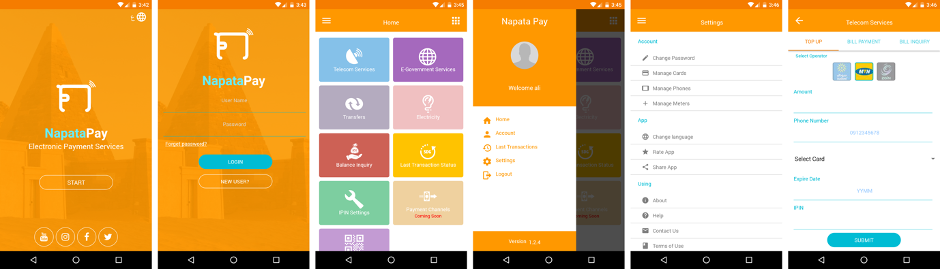 3:42
NapataPay
Electronic Payment Services
START
3:43
NapataPay
User Name
Password
Forget password?
LOGIN
NEW USER?
3:45
Home
Telecom Services
E-Government Services
Transfers
Electricity
Balance Inquiry
Last Transaction Status
IPIN Settings
Payment Channels
Coming Soon
3:45
Napata Pay
Welcome ali
Home
Account
Last Transactions
Settings
Logout
Version 1.2.4
3:46
Settings
Account
Change Password
Manage Cards
Manage Phones
Manage Meters
App
Change language
Rate App
Share App
Using
About
Help
Contact Us
Terms of Use
3:46
Telecom Services
TOP UP
BILL PAYMENT
BILL INQUIRY
Select Operator
MTN
Amount
Phone Number
0912345678
Select Card
Expire Date
YYMM
IPIN
SUBMIT